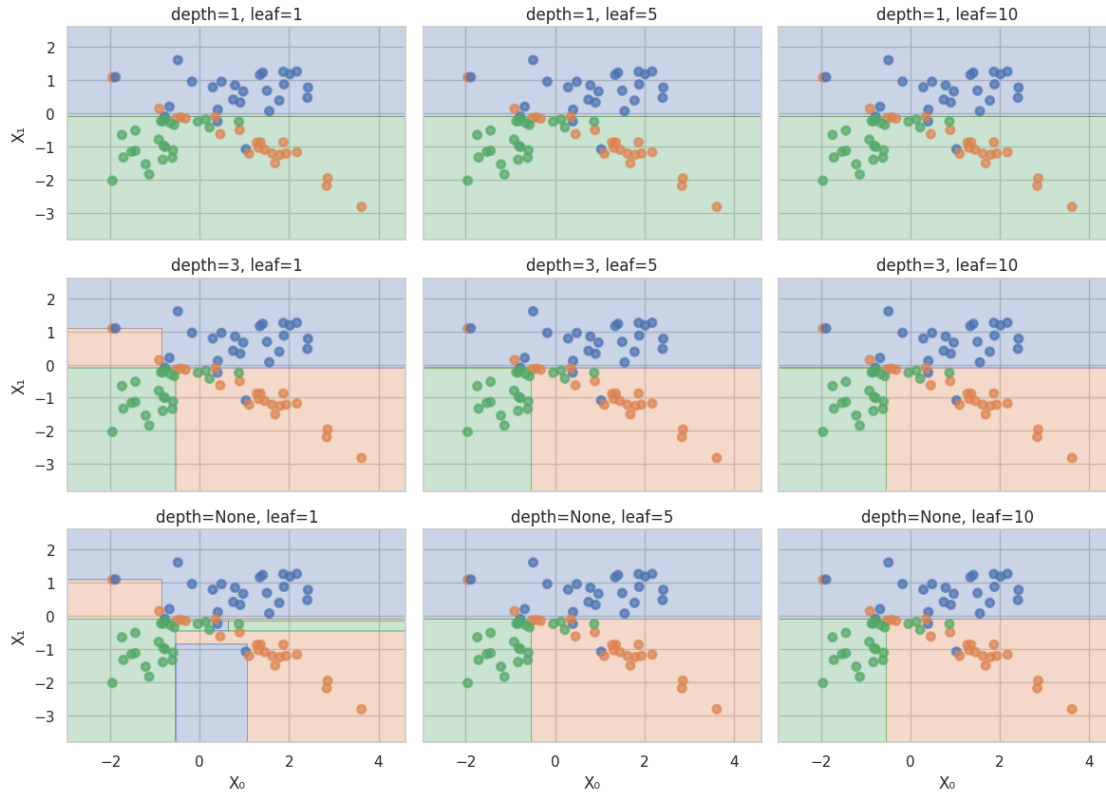 depth=1, leaf=1
depth=1, leaf=5
depth=1, leaf=10
2
1
0
−1
−2
−3
X₁
depth=3, leaf=1
depth=3, leaf=5
depth=3, leaf=10
2
1
0
−1
−2
−3
X₁
depth=None, leaf=1
depth=None, leaf=5
depth=None, leaf=10
2
1
0
−1
−2
−3
X₁
−2 0 2 4
−2 0 2 4
−2 0 2 4
X₀
X₀
X₀